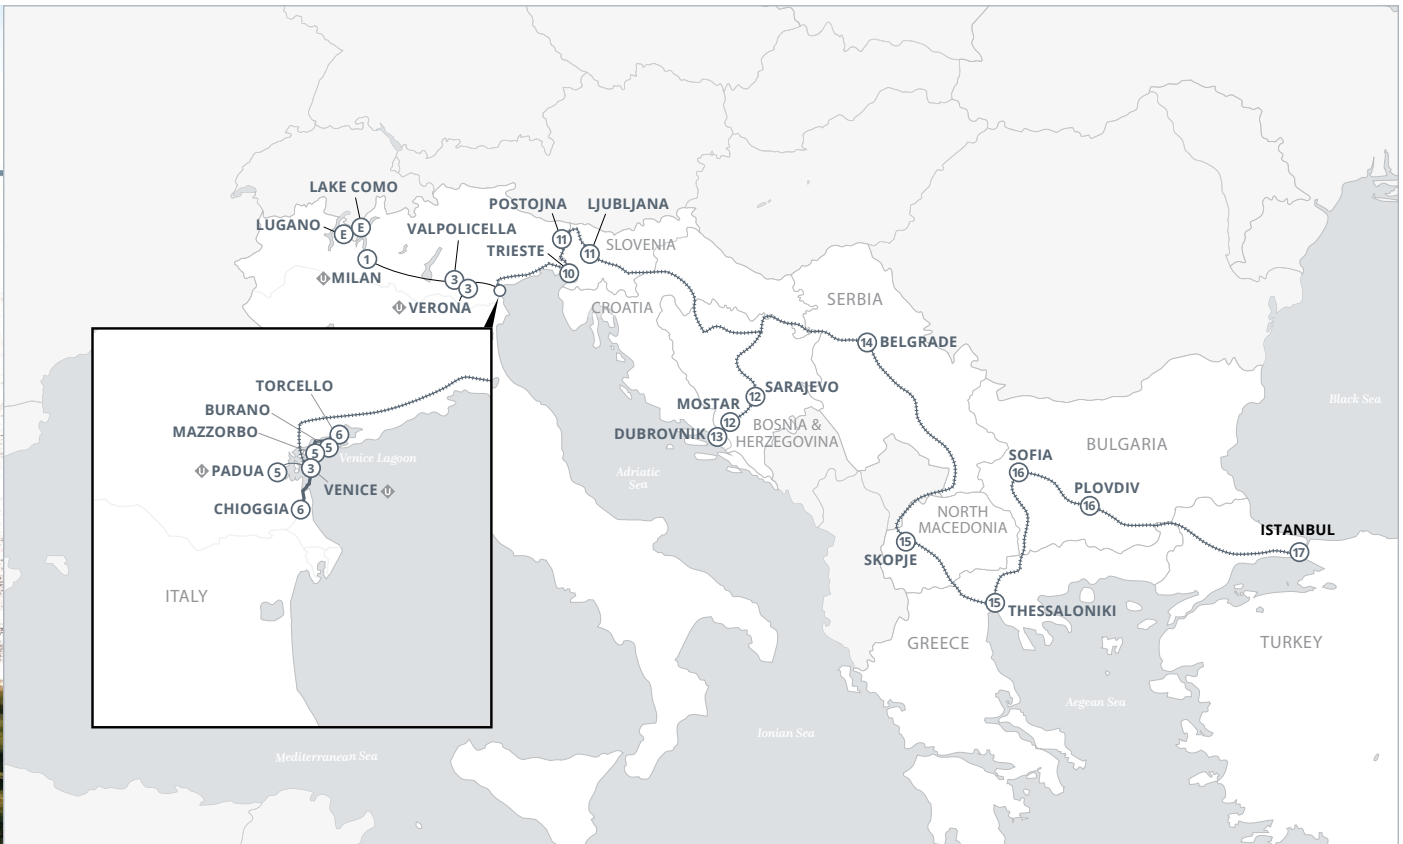 LAKE COMO
E
LUGANO
E
1
U MILAN
VALPOLICELLA
3
3
U VERONA
POSTOJNA
LJUBLJANA
11
11
TRIESTE
10
SLOVENIA
CROATIA
SERBIA
14
BELGRADE
SARAJEVO
12
MOSTAR
12
DUBROVNIK
13
BOSNIA &
HERZEGOVINA
BULGARIA
SOFIA
16
PLOVDIV
16
ISTANBUL
17
NORTH
MACEDONIA
15
SKOPJE
15
THESSALONIKI
GREECE
TURKEY
Black Sea
Adriatic
Sea
Aegean Sea
Ionian Sea
Mediterranean Sea
TORCELLO
6
BURANO
5
MAZZORBO
5
Venice Lagoon
U PADUA
5
3
VENICE U
CHIOGGIA
6
ITALY